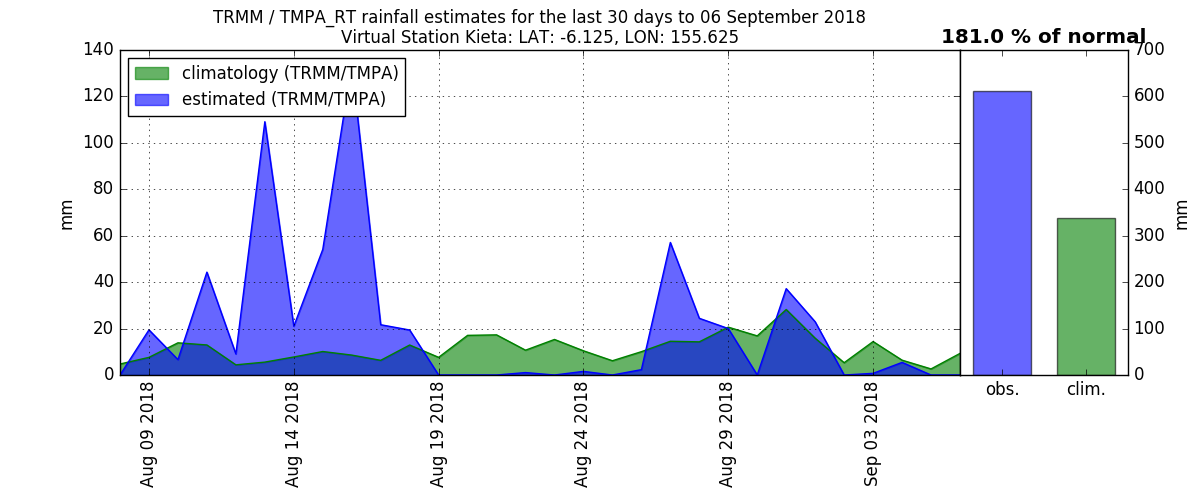 TRMM / TMPA_RT rainfall estimates for the last 30 days to 06 September 2018
Virtual Station Kieta: LAT: -6.125, LON: 155.625
181.0 % of normal
climatology (TRMM/TMPA)
estimated (TRMM/TMPA)
140
120
100
80
60
40
20
0
mm
Aug 09 2018
Aug 14 2018
Aug 19 2018
Aug 24 2018
Aug 29 2018
Sep 03 2018
700
600
500
400
300
200
100
0
mm
obs.
clim.